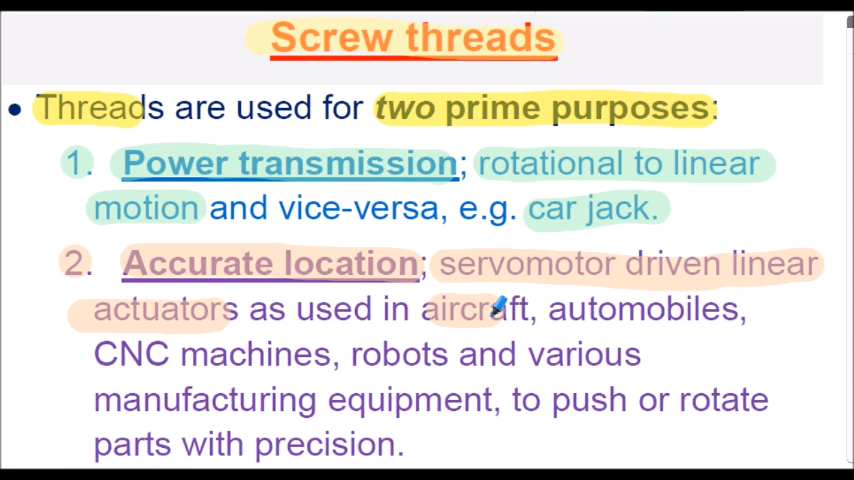 Screw threads
• Threads are used for two prime purposes:
1. Power transmission; rotational to linear
motion and vice-versa, e.g. car jack.
2. Accurate location; servomotor driven linear
actuators as used in aircraft, automobiles,
CNC machines, robots and various
manufacturing equipment, to push or rotate
parts with precision.